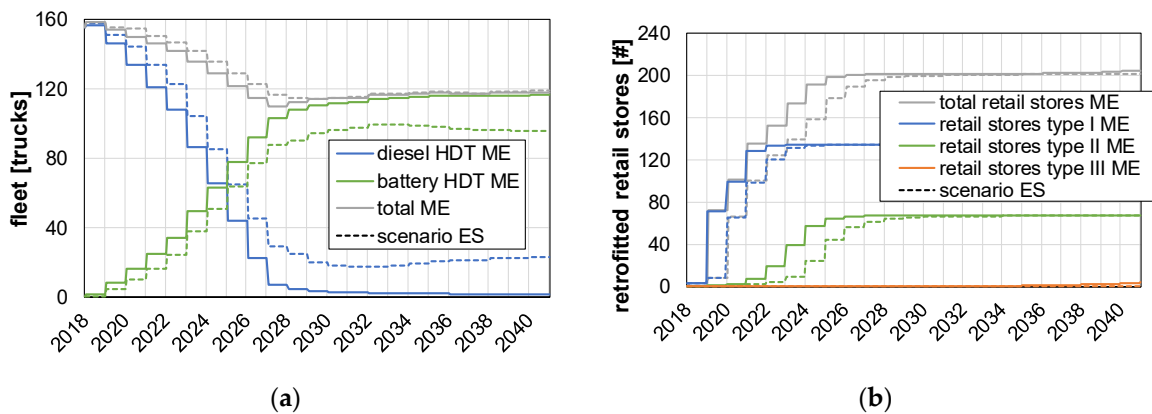 fleet [trucks]
160
120
80
40
0
diesel HDT ME
battery HDT ME
total ME
scenario ES
2018
2020
2022
2024
2026
2028
2030
2032
2034
2036
2038
2040
(a)
retrofitted retail stores [#]
240
200
160
120
80
40
0
total retail stores ME
retail stores type I ME
retail stores type II ME
retail stores type III ME
scenario ES
2018
2020
2022
2024
2026
2028
2030
2032
2034
2036
2038
2040
(b)